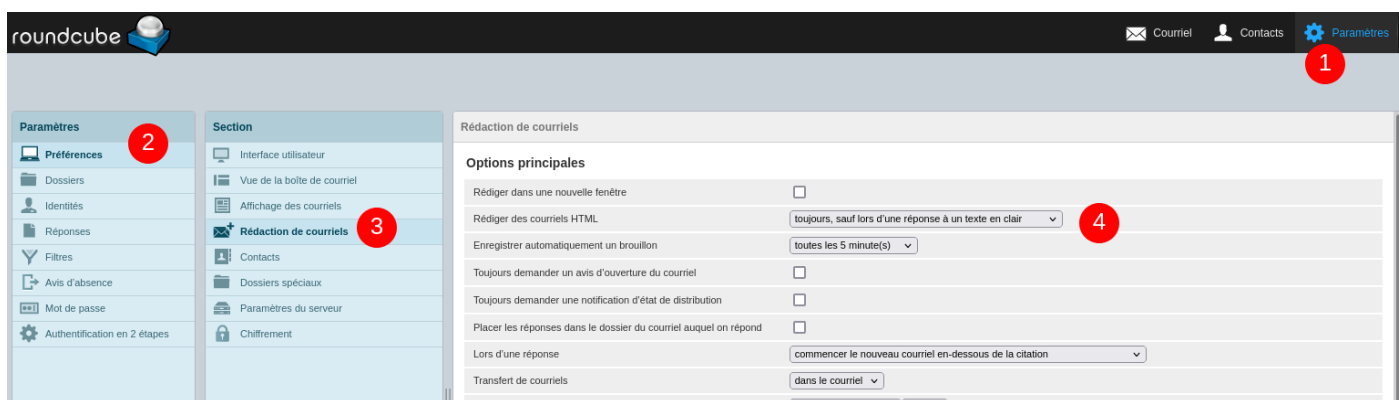 roundcube
Courriel
Contacts
Paramètres
1
Paramètres
2
Préférences
Dossiers
Identités
Réponses
Filtres
Avis d'absence
Mot de passe
Authentification en 2 étapes
Section
Interface utilisateur
Vue de la boîte de courriel
Affichage des courriels
Rédaction de courriels
3
Contacts
Dossiers spéciaux
Paramètres du serveur
Chiffrement
Rédaction de courriels
Options principales
Rédiger dans une nouvelle fenêtre
Rédiger des courriels HTML toujours, sauf lors d'une réponse à un texte en clair
4
Enregistrer automatiquement un brouillon toutes les 5 minute(s)
Toujours demander un avis d'ouverture du courriel
Toujours demander une notification d'état de distribution
Placer les réponses dans le dossier du courriel auquel on répond
Lors d'une réponse commencer le nouveau courriel en-dessous de la citation
Transfert de courriels dans le courriel